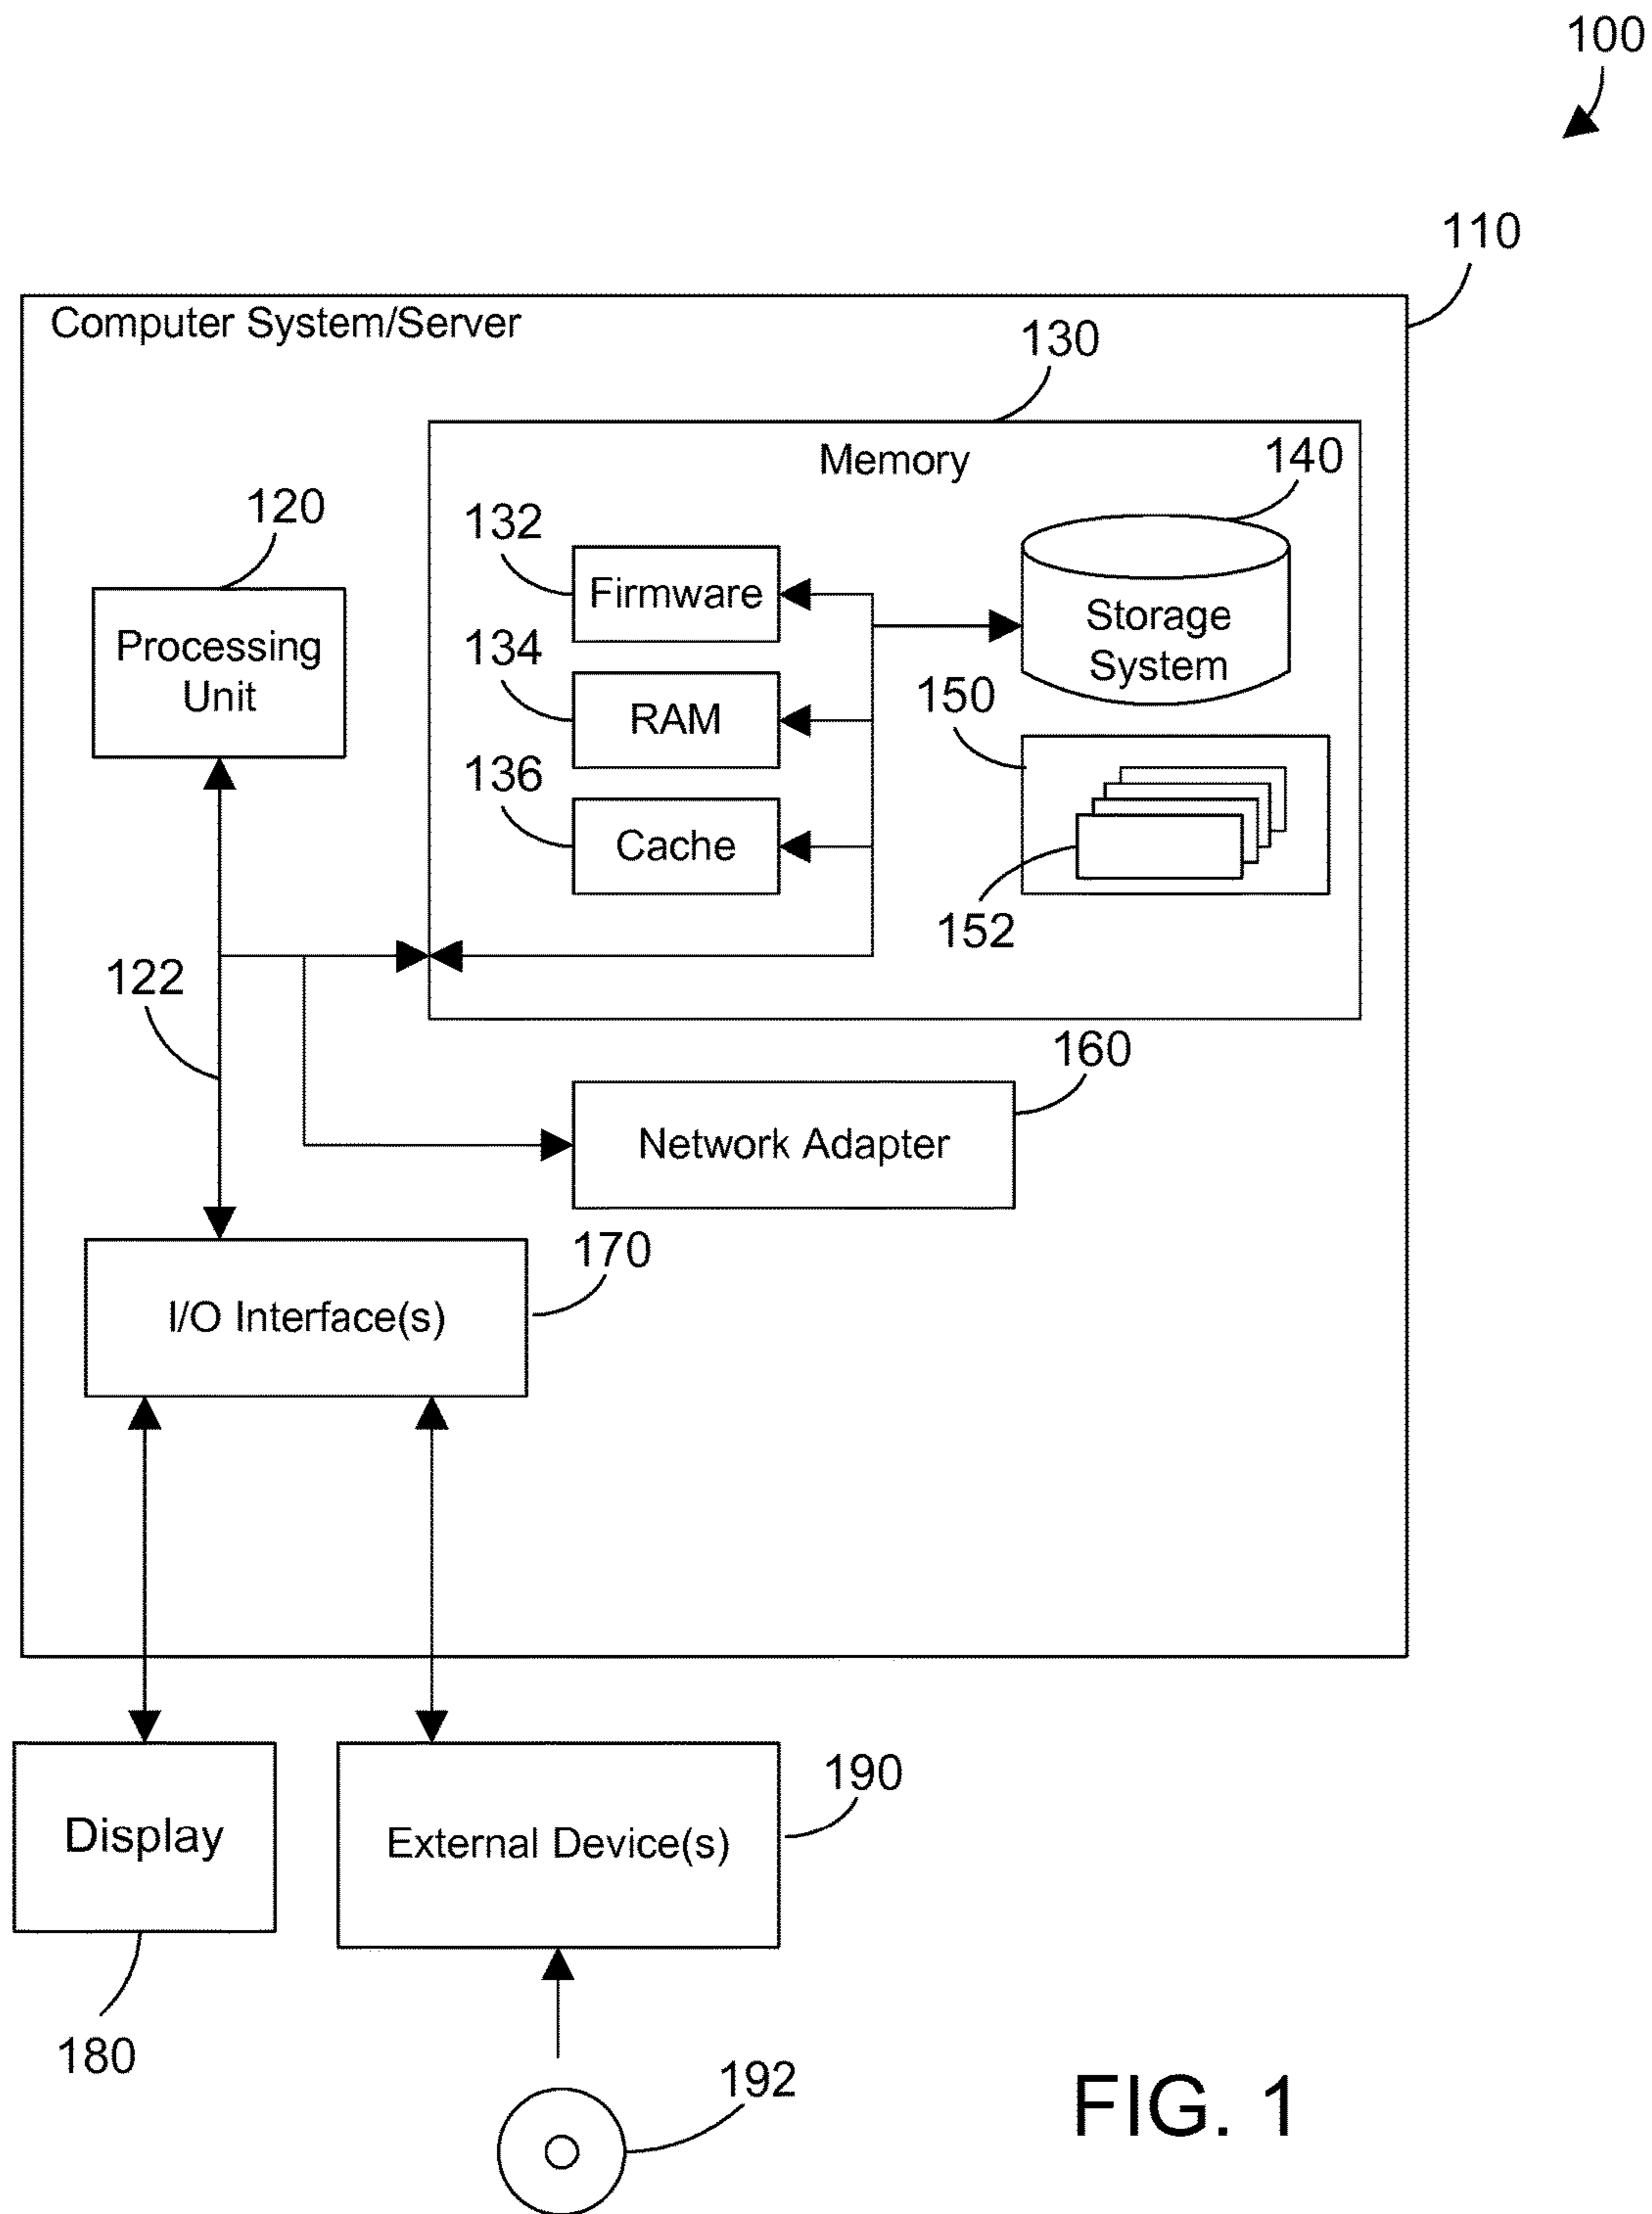 100
110
Computer System/Server
130
Memory
140
120
132
Firmware
Storage
System
Processing
Unit
134
RAM
150
136
Cache
152
122
160
Network Adapter
170
I/O Interface(s)
190
Display
External Device(s)
180
192
FIG. 1